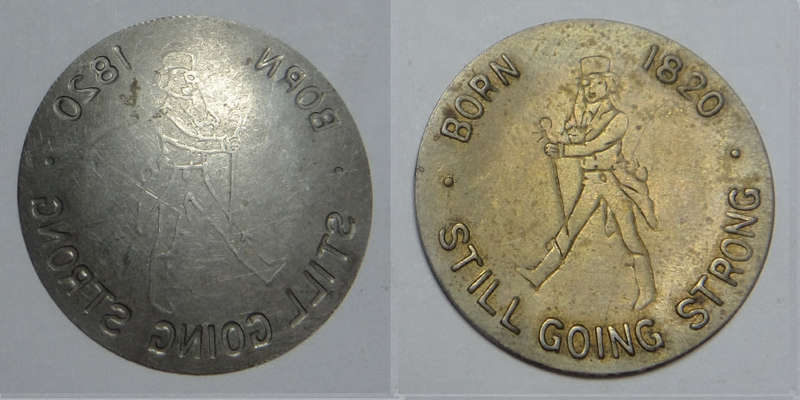 BORN 1820
· STILL GOING STRONG ·
BORN 1820
· STILL GOING STRONG ·